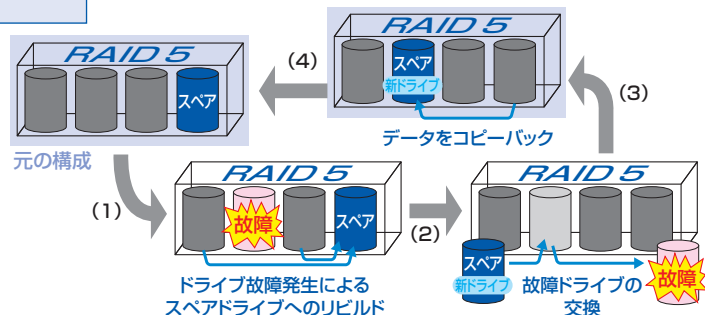 RAID 5
スペア
元の構成
(1)
RAID 5
故障
スペア
ドライブ故障発生による
スペアドライブへのリビルド
(2)
RAID 5
スペア
新ドライブ
故障ドライブの
交換
故障
(3)
RAID 5
スペア
新ドライブ
データをコピーバック
(4)